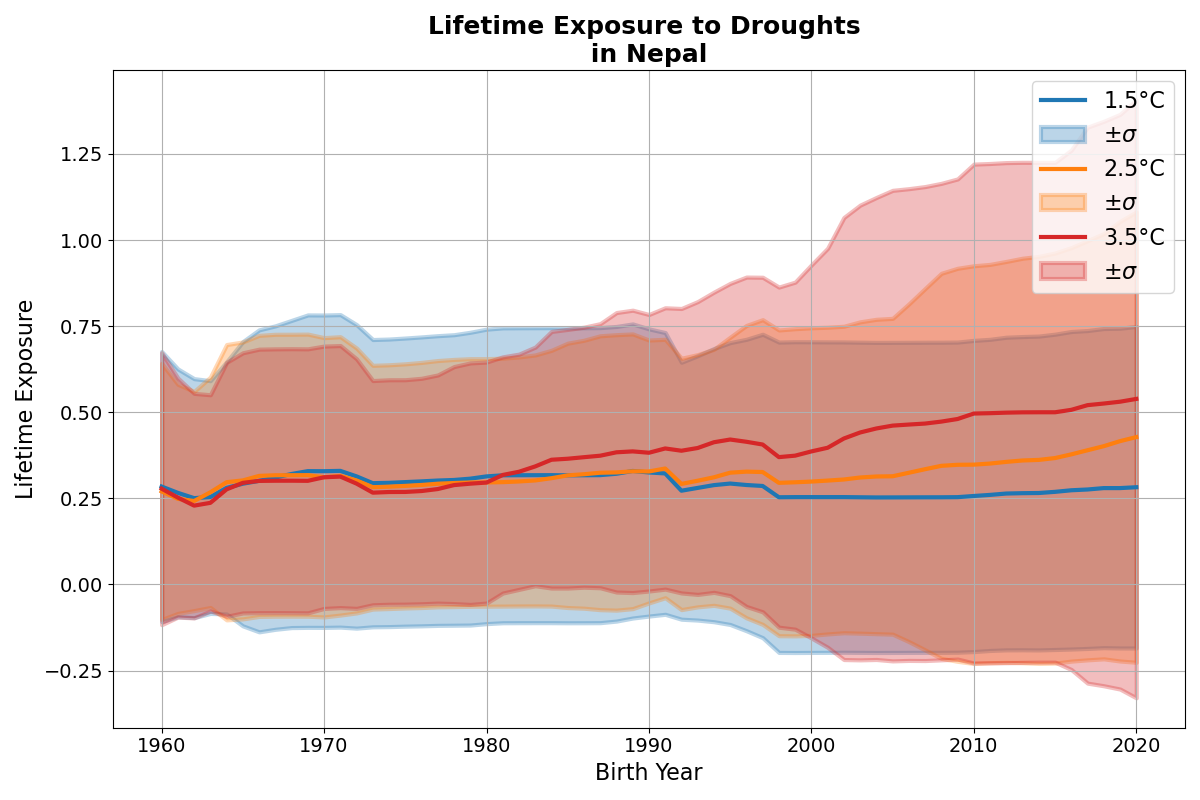 Lifetime Exposure to Droughts
in Nepal
1.5°C
±σ
2.5°C
±σ
3.5°C
±σ
Lifetime Exposure
1.25
1.00
0.75
0.50
0.25
0.00
−0.25
1960 1970 1980 1990 2000 2010 2020
Birth Year